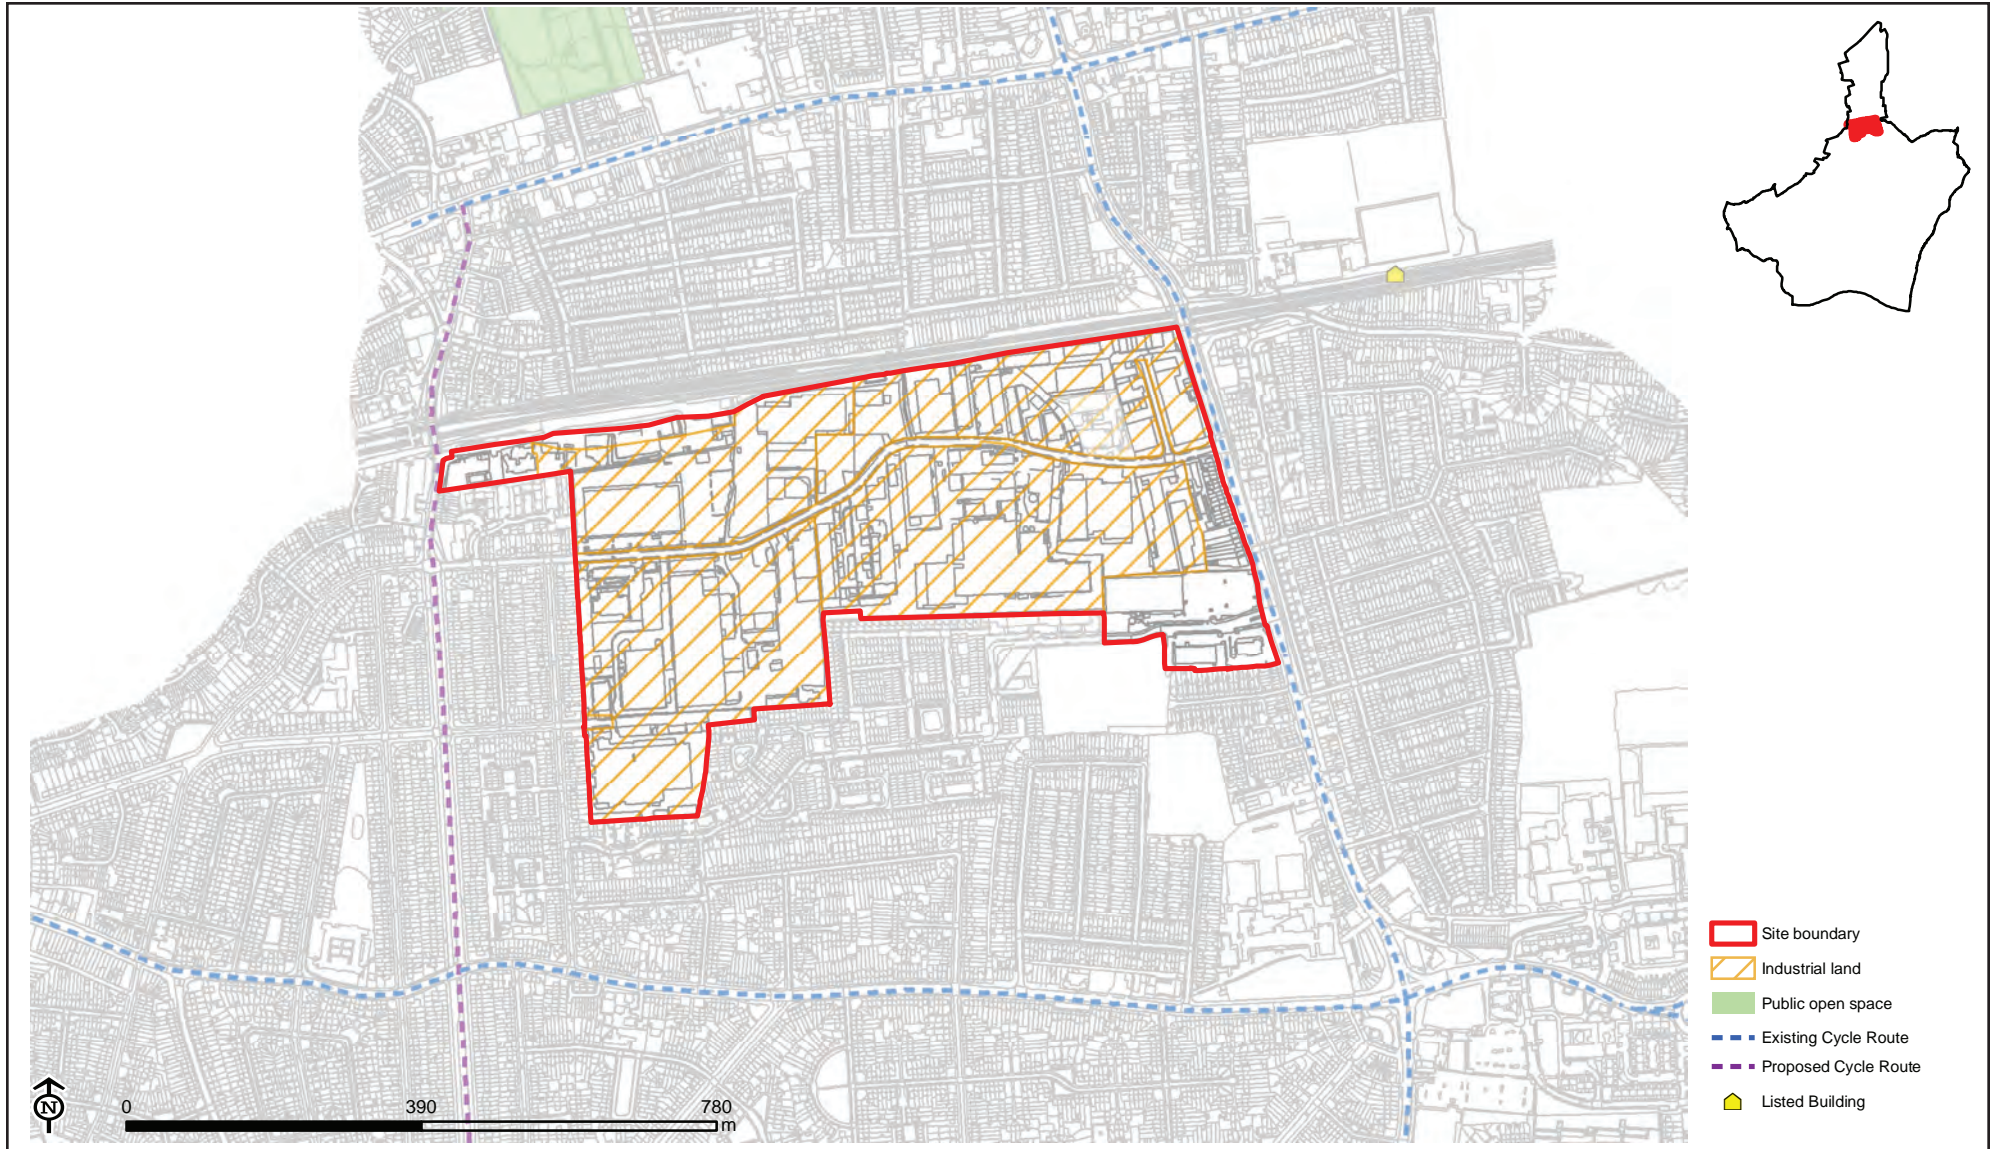 Site boundary
Industrial land
Public open space
Existing Cycle Route
Proposed Cycle Route
Listed Building
N
0 390 780
m